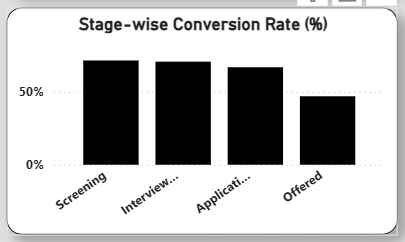 Stage-wise Conversion Rate (%)
50%
0%
Screening
Interview...
Applicati...
Offered